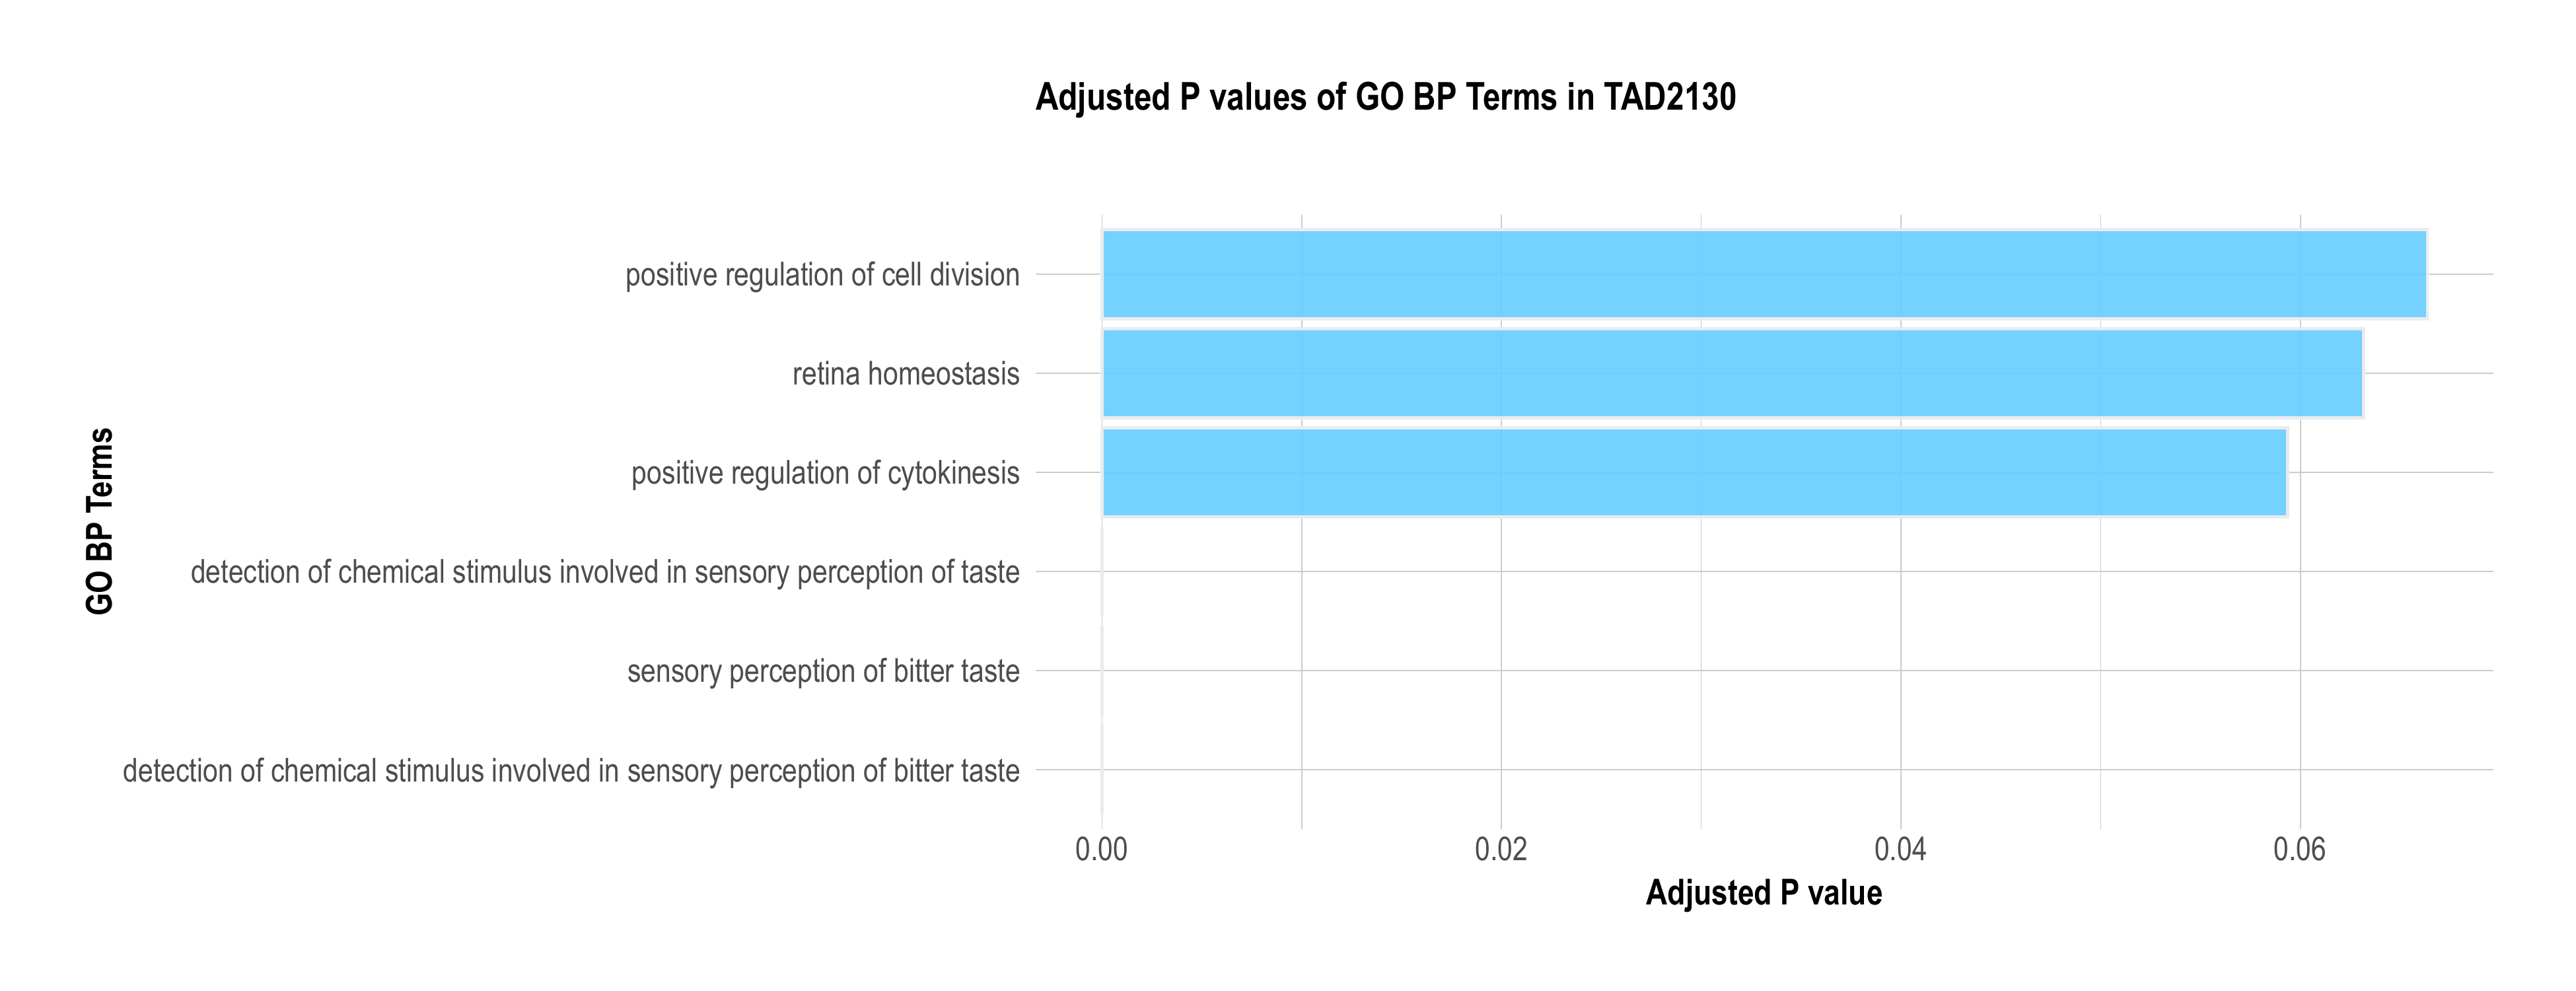 Adjusted P values of GO BP Terms in TAD2130
GO BP Terms
positive regulation of cell division
retina homeostasis
positive regulation of cytokinesis
detection of chemical stimulus involved in sensory perception of taste
sensory perception of bitter taste
detection of chemical stimulus involved in sensory perception of bitter taste
0.00 0.02 0.04 0.06
Adjusted P value